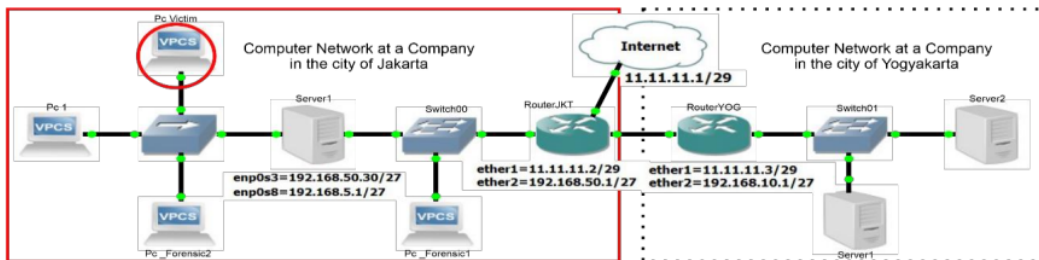 Pc Victim
VPCS
Computer Network at a Company
in the city of Jakarta
Internet
11.11.11.1/29
Computer Network at a Company
in the city of Yogyakarta
Pc 1
VPCS
Server1
Switch00
RouterJKT
RouterYOG
Switch01
Server2
enp0s3=192.168.50.30/27
enp0s8=192.168.5.1/27
ether1=11.11.11.2/29
ether2=192.168.50.1/27
ether1=11.11.11.3/29
ether2=192.168.10.1/27
VPCS
Pc _Forensic2
VPCS
Pc _Forensic1
Server1